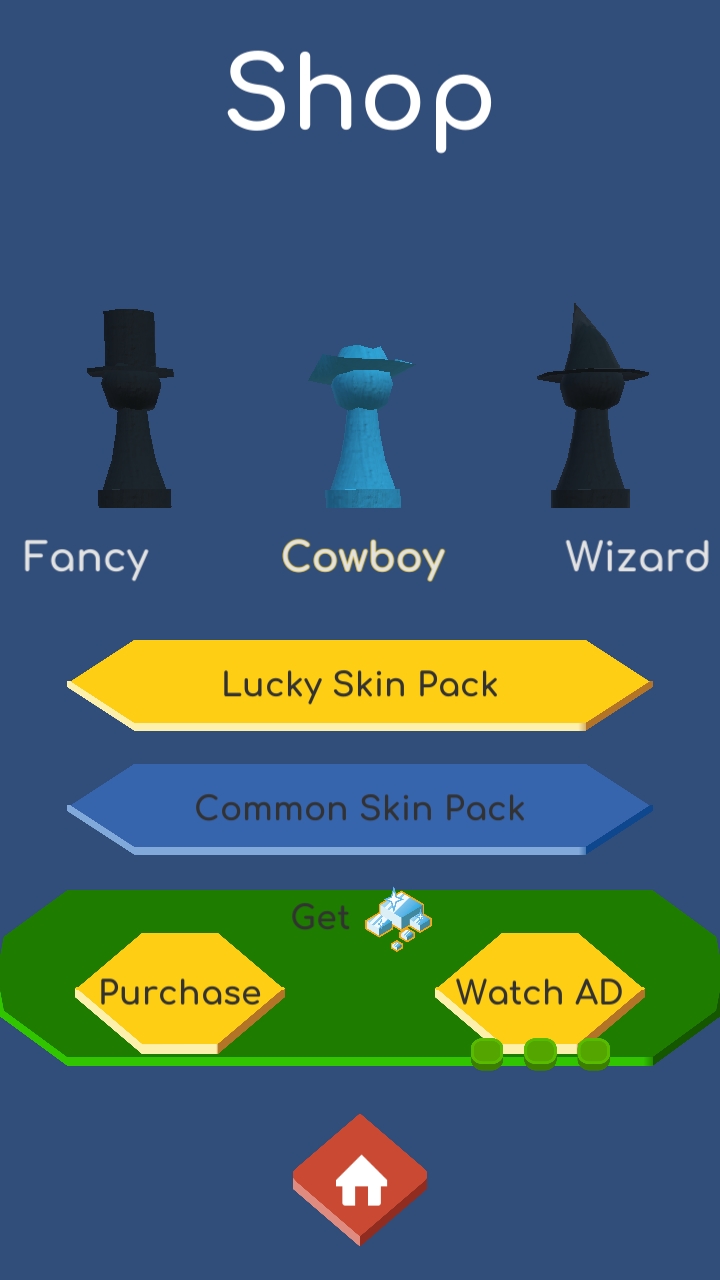 Shop
Fancy
Cowboy
Wizard
Lucky Skin Pack
Common Skin Pack
Get
Purchase
Watch AD